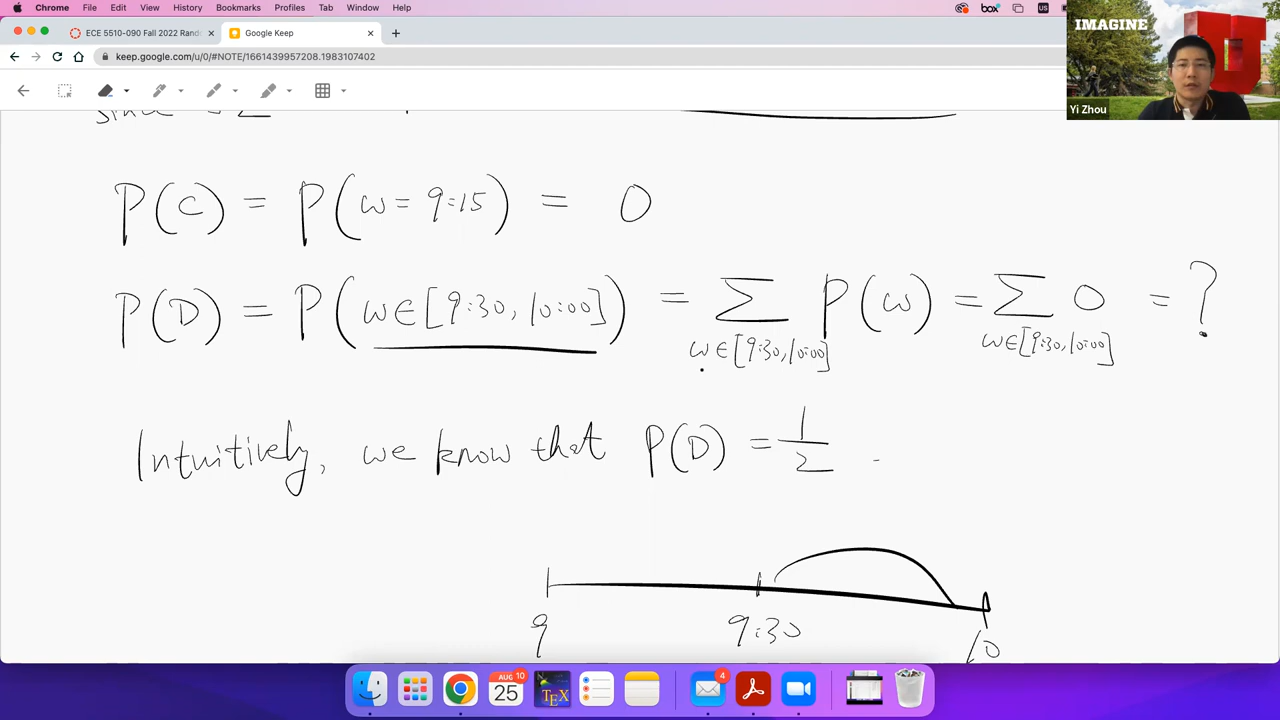 Chrome File Edit View History Bookmarks Profiles Tab Window Help
box
ECE 5510-090 Fall 2022 Rand
Google Keep
keep.google.com/u/0/#NOTE/1661439957208.1983107402
IMAGINE
U
Yi Zhou
since
P(C) = P(ω = 9:15) = 0
P(D) = P(ω∈[9:30, 10:00]) = ∑ P(ω) = ∑ 0 = ?
ω∈[9:30,10:00] ω∈[9:30,10:00]
Intuitively, we know that P(D) = 1/2
9 9:30 10
AUG 10
25
TEX
4